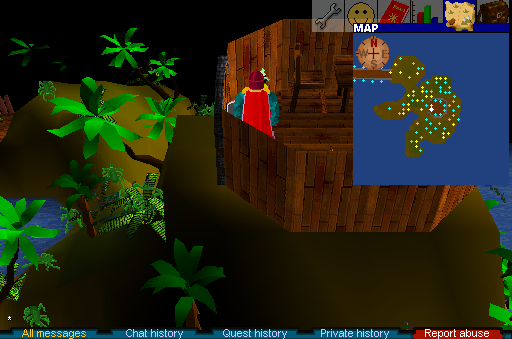 MAP
N
W E
S
*
All messages Chat history Quest history Private history Report abuse